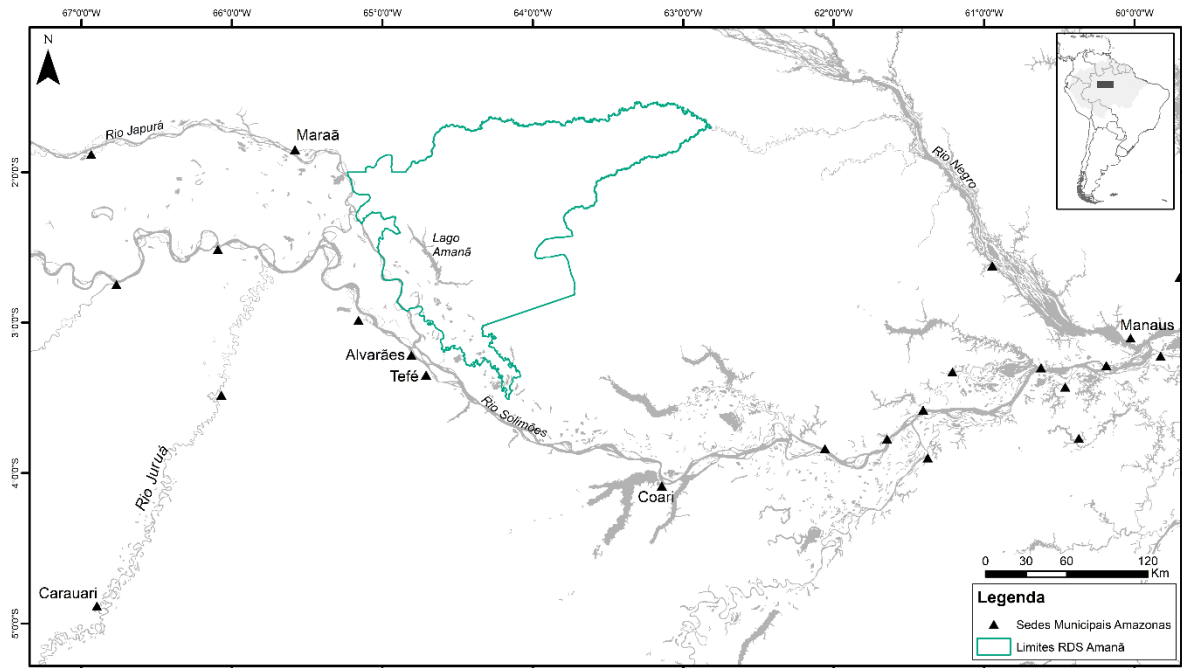 67°0'0"W 66°0'0"W 65°0'0"W 64°0'0"W 63°0'0"W 62°0'0"W 61°0'0"W 60°0'0"W
N
Rio Japurá
Maraã
2°0'0"S
Rio Negro
Lago
Amanã
3°0'0"S
Manaus
Alvarães
Tefé
Rio Solimões
4°0'0"S
Rio Juruá
Coari
0 30 60 120
Km
Carauari
5°0'0"S
Legenda
Sedes Municipais Amazonas
Limites RDS Amanã